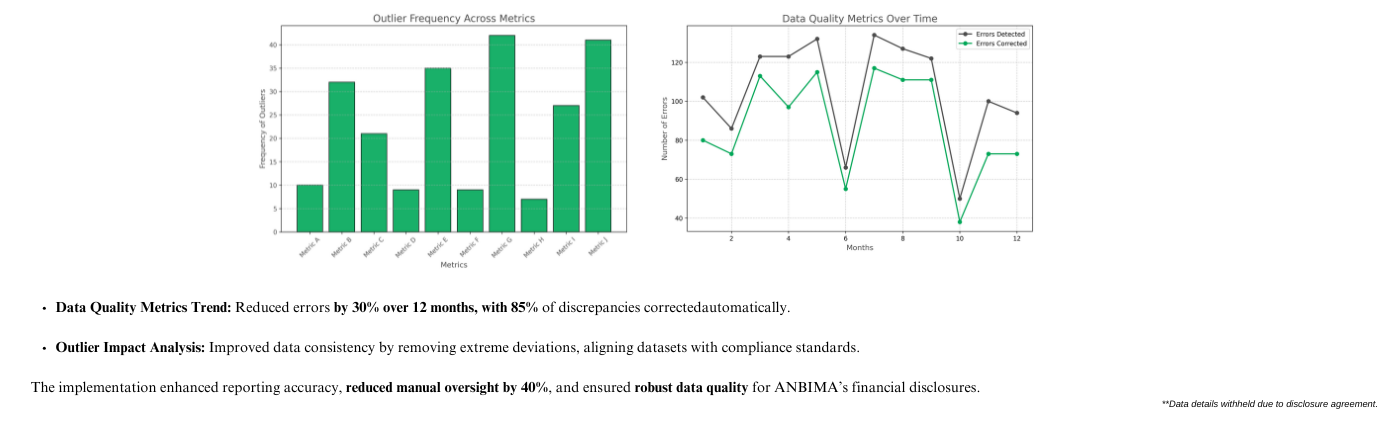 Outlier Frequency Across Metrics
Frequency of Outliers
40
35
30
25
20
15
10
5
0
Metric A
Metric B
Metric C
Metric D
Metric E
Metric F
Metric G
Metric H
Metric I
Metric J
Metrics
Data Quality Metrics Over Time
Errors Detected
Errors Corrected
Number of Errors
120
100
80
60
40
2
4
6
8
10
12
Months
• Data Quality Metrics Trend: Reduced errors by 30% over 12 months, with 85% of discrepancies correctedautomatically.
• Outlier Impact Analysis: Improved data consistency by removing extreme deviations, aligning datasets with compliance standards.
The implementation enhanced reporting accuracy, reduced manual oversight by 40%, and ensured robust data quality for ANBIMA's financial disclosures.
**Data details withheld due to disclosure agreement.